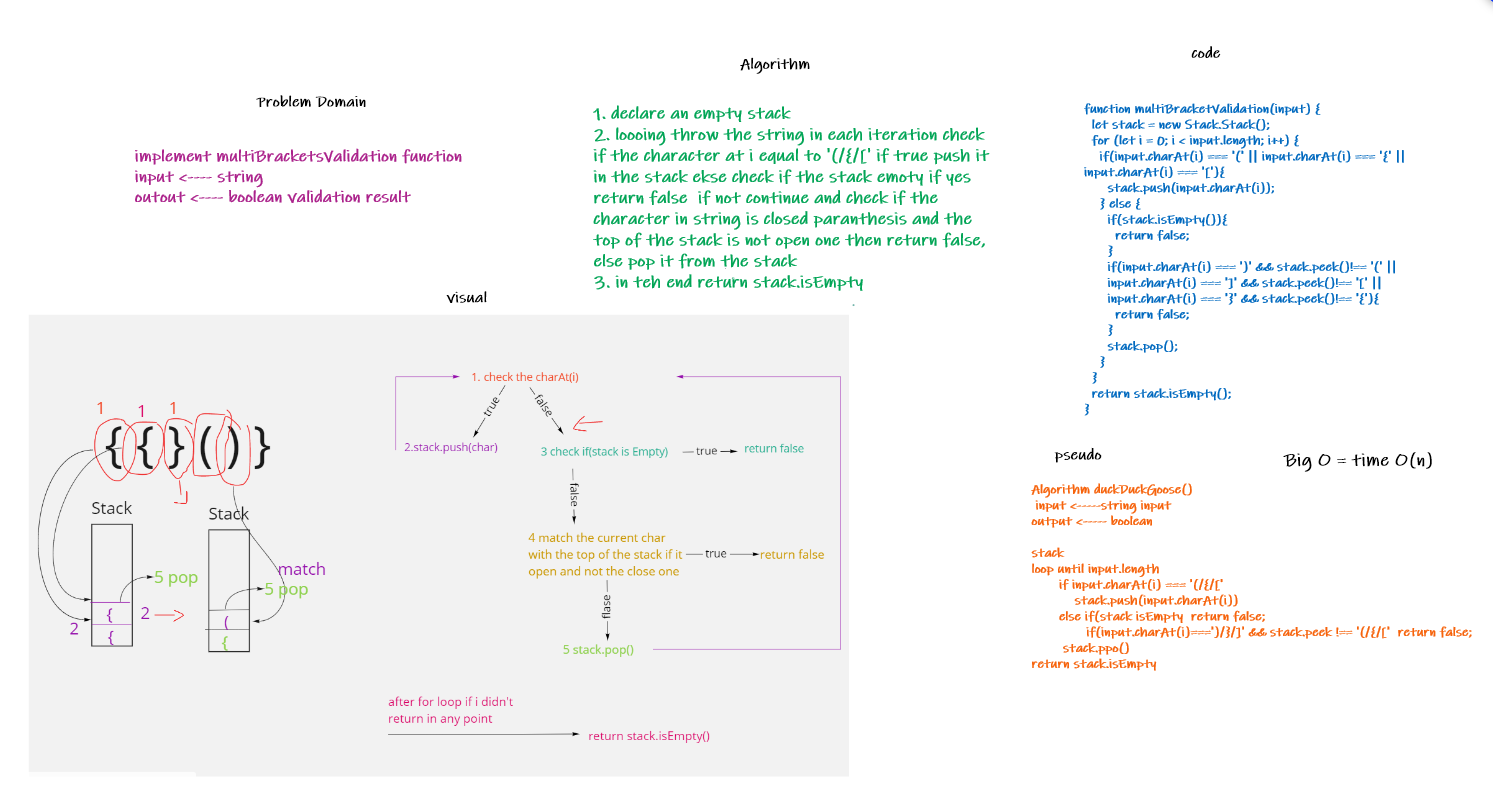 Problem Domain
implement multiBracketsValidation function
input <---- string
outout <---- boolean validation result
Algorithm
1. declare an empty stack
2. loooing throw the string in each iteration check
if the character at i equal to '(/{/[' if true push it
in the stack ekse check if the stack emoty if yes
return false if not continue and check if the
character in string is closed paranthesis and the
top of the stack is not open one then return false,
else pop it from the stack
3. in teh end return stack.isEmpty
visual
1 1 1
{ { } ( ) }
Stack
5 pop
2
{
{
2
Stack
match
5 pop
(
{
1. check the charAt(i)
true
false
2.stack.push(char)
3 check if(stack is Empty)
true
return false
false
4 match the current char
with the top of the stack if it
open and not the close one
true
return false
flase
5 stack.pop()
after for loop if i didn't
return in any point
return stack.isEmpty()
code
function multiBracketValidation(input) {
let stack = new Stack.Stack();
for (let i = 0; i < input.length; i++) {
if(input.charAt(i) === '(' || input.charAt(i) === '{' ||
input.charAt(i) === '['){
stack.push(input.charAt(i));
} else {
if(stack.isEmpty()){
return false;
}
if(input.charAt(i) === ')' && stack.peek()!== '(' ||
input.charAt(i) === ']' && stack.peek()!== '[' ||
input.charAt(i) === '}' && stack.peek()!== '{'){
return false;
}
stack.pop();
}
}
return stack.isEmpty();
}
pseudo
Algorithm duckDuckGoose()
input <-----string input
output <----- boolean
stack
loop until input.length
if input.charAt(i) === '(/{/['
stack.push(input.charAt(i))
else if(stack isEmpty return false;
if(input.charAt(i)===')/}/]' && stack.peek !== '(/{/[' return false;
stack.ppo()
return stack.isEmpty
Big O = time O(n)